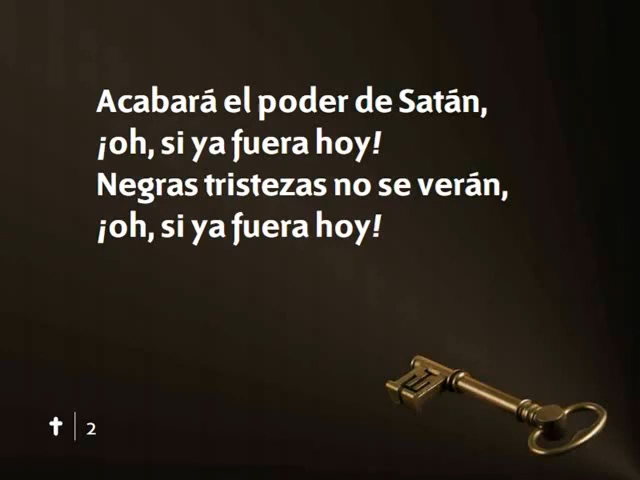 Acabará el poder de Satán,
¡oh, si ya fuera hoy!
Negras tristezas no se verán,
¡oh, si ya fuera hoy!
2